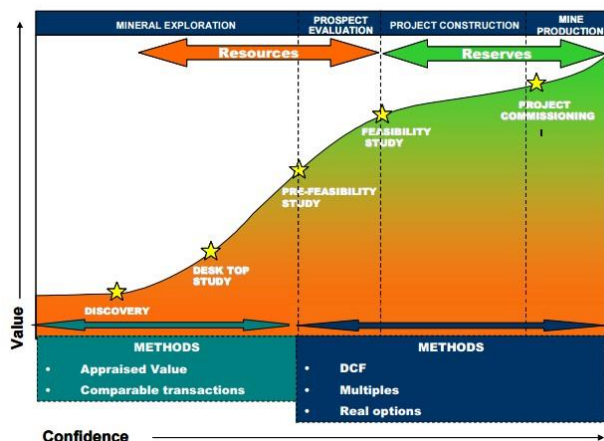 MINERAL EXPLORATION
PROSPECT
EVALUATION
PROJECT CONSTRUCTION
MINE
PRODUCTION
Resources
Reserves
PROJECT
COMMISSIONING
FEASIBILITY
STUDY
PRE-FEASIBILITY
STUDY
DESK TOP
STUDY
DISCOVERY
Value
METHODS
• Appraised Value
• Comparable transactions
METHODS
• DCF
• Multiples
• Real options
Confidence